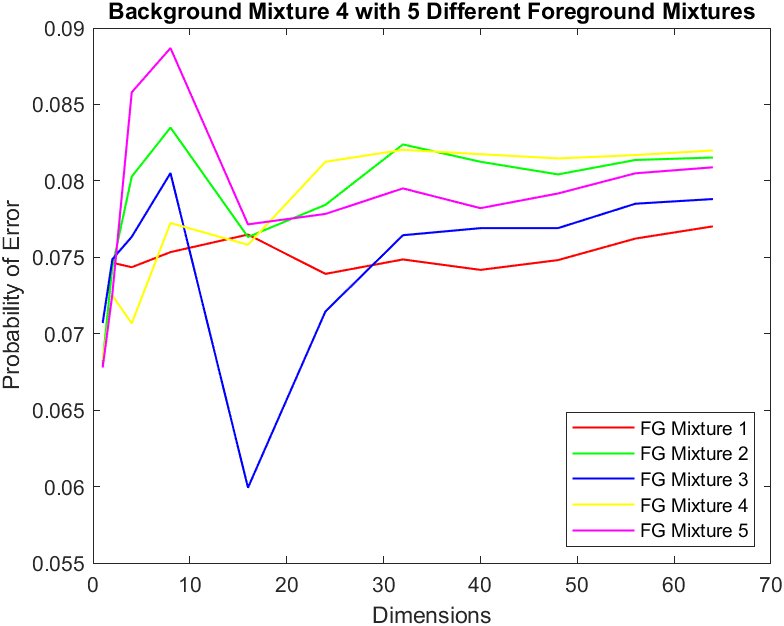 Background Mixture 4 with 5 Different Foreground Mixtures
0.09
0.085
0.08
0.075
0.07
0.065
0.06
0.055
Probability of Error
0 10 20 30 40 50 60 70
Dimensions
FG Mixture 1
FG Mixture 2
FG Mixture 3
FG Mixture 4
FG Mixture 5